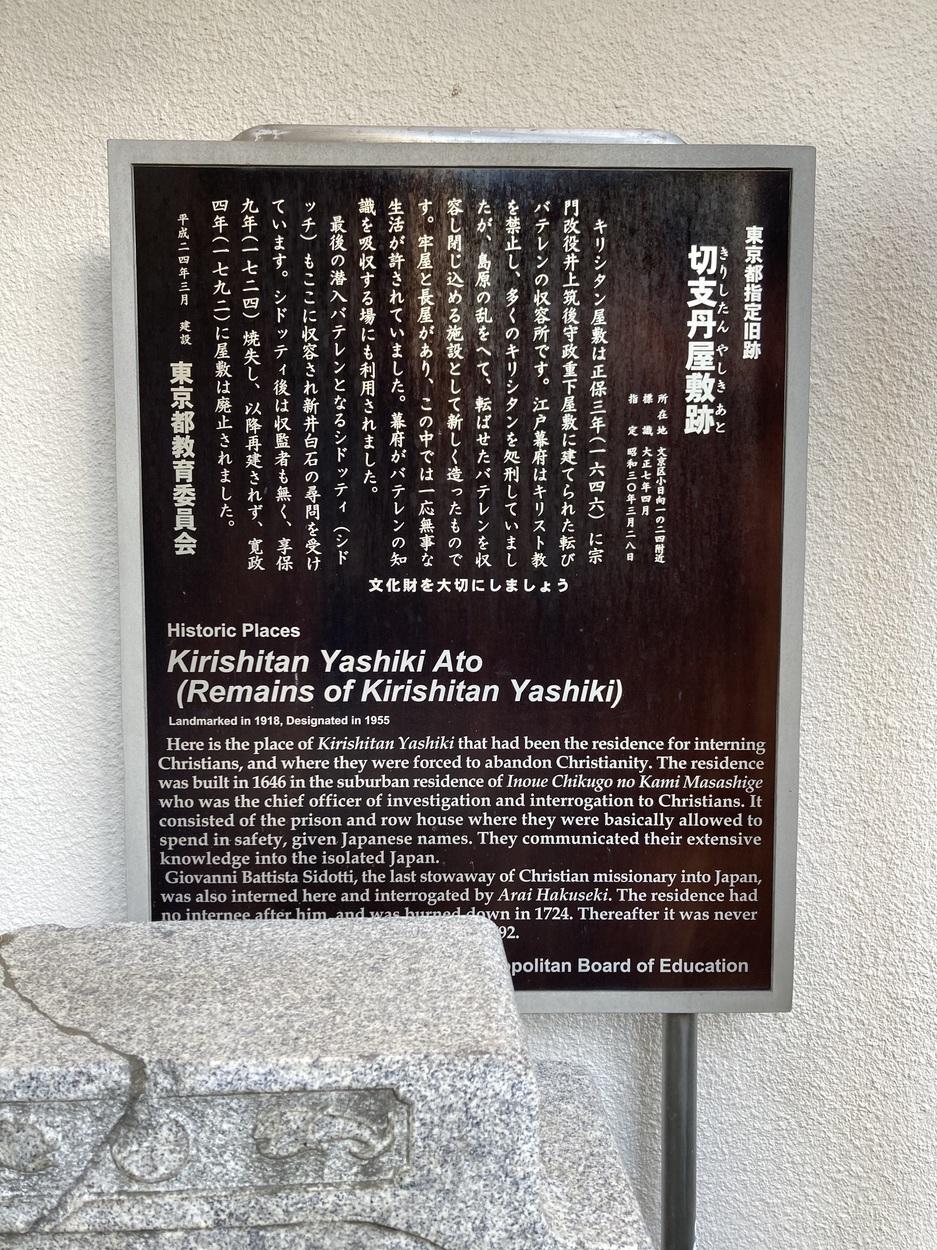 東京都指定旧跡
切支丹屋敷跡
きりしたん やしき あと
所在地 文京区小日向一の二四附近
標識 大正七年四月
指定 昭和三〇年三月二八日
キリシタン屋敷は正保三年(一六四六)に宗
門改役井上筑後守政重下屋敷に建てられた転び
バテレンの収容所です。江戸幕府はキリスト教
を禁止し、多くのキリシタンを処刑していまし
たが、島原の乱をへて、転ばせたバテレンを収
容し閉じ込める施設として新しく造ったもので
す。牢屋と長屋があり、この中では一応無事な
生活が許されていました。幕府がバテレンの知
識を吸収する場にも利用されました。
最後の潜入バテレンとなるシドッティ(シド
ッチ)もここに収容され新井白石の尋問を受け
ています。シドッティ後は収監者も無く、享保
九年(一七二四)焼失し、以降再建されず、寛政
四年(一七九二)に屋敷は廃止されました。
平成二四年三月 建設 東京都教育委員会
文化財を大切にしましょう
Historic Places
Kirishitan Yashiki Ato
(Remains of Kirishitan Yashiki)
Landmarked in 1918, Designated in 1955
Here is the place of Kirishitan Yashiki that had been the residence for interning
Christians, and where they were forced to abandon Christianity. The residence
was built in 1646 in the suburban residence of Inoue Chikugo no Kami Masashige
who was the chief officer of investigation and interrogation to Christians. It
consisted of the prison and row house where they were basically allowed to
spend in safety, given Japanese names. They communicated their extensive
knowledge into the isolated Japan.
Giovanni Battista Sidotti, the last stowaway of Christian missionary into Japan,
was also interned here and interrogated by Arai Hakuseki. The residence had
no internee after him, and was burned down in 1724. Thereafter it was never
92.
opolitan Board of Education